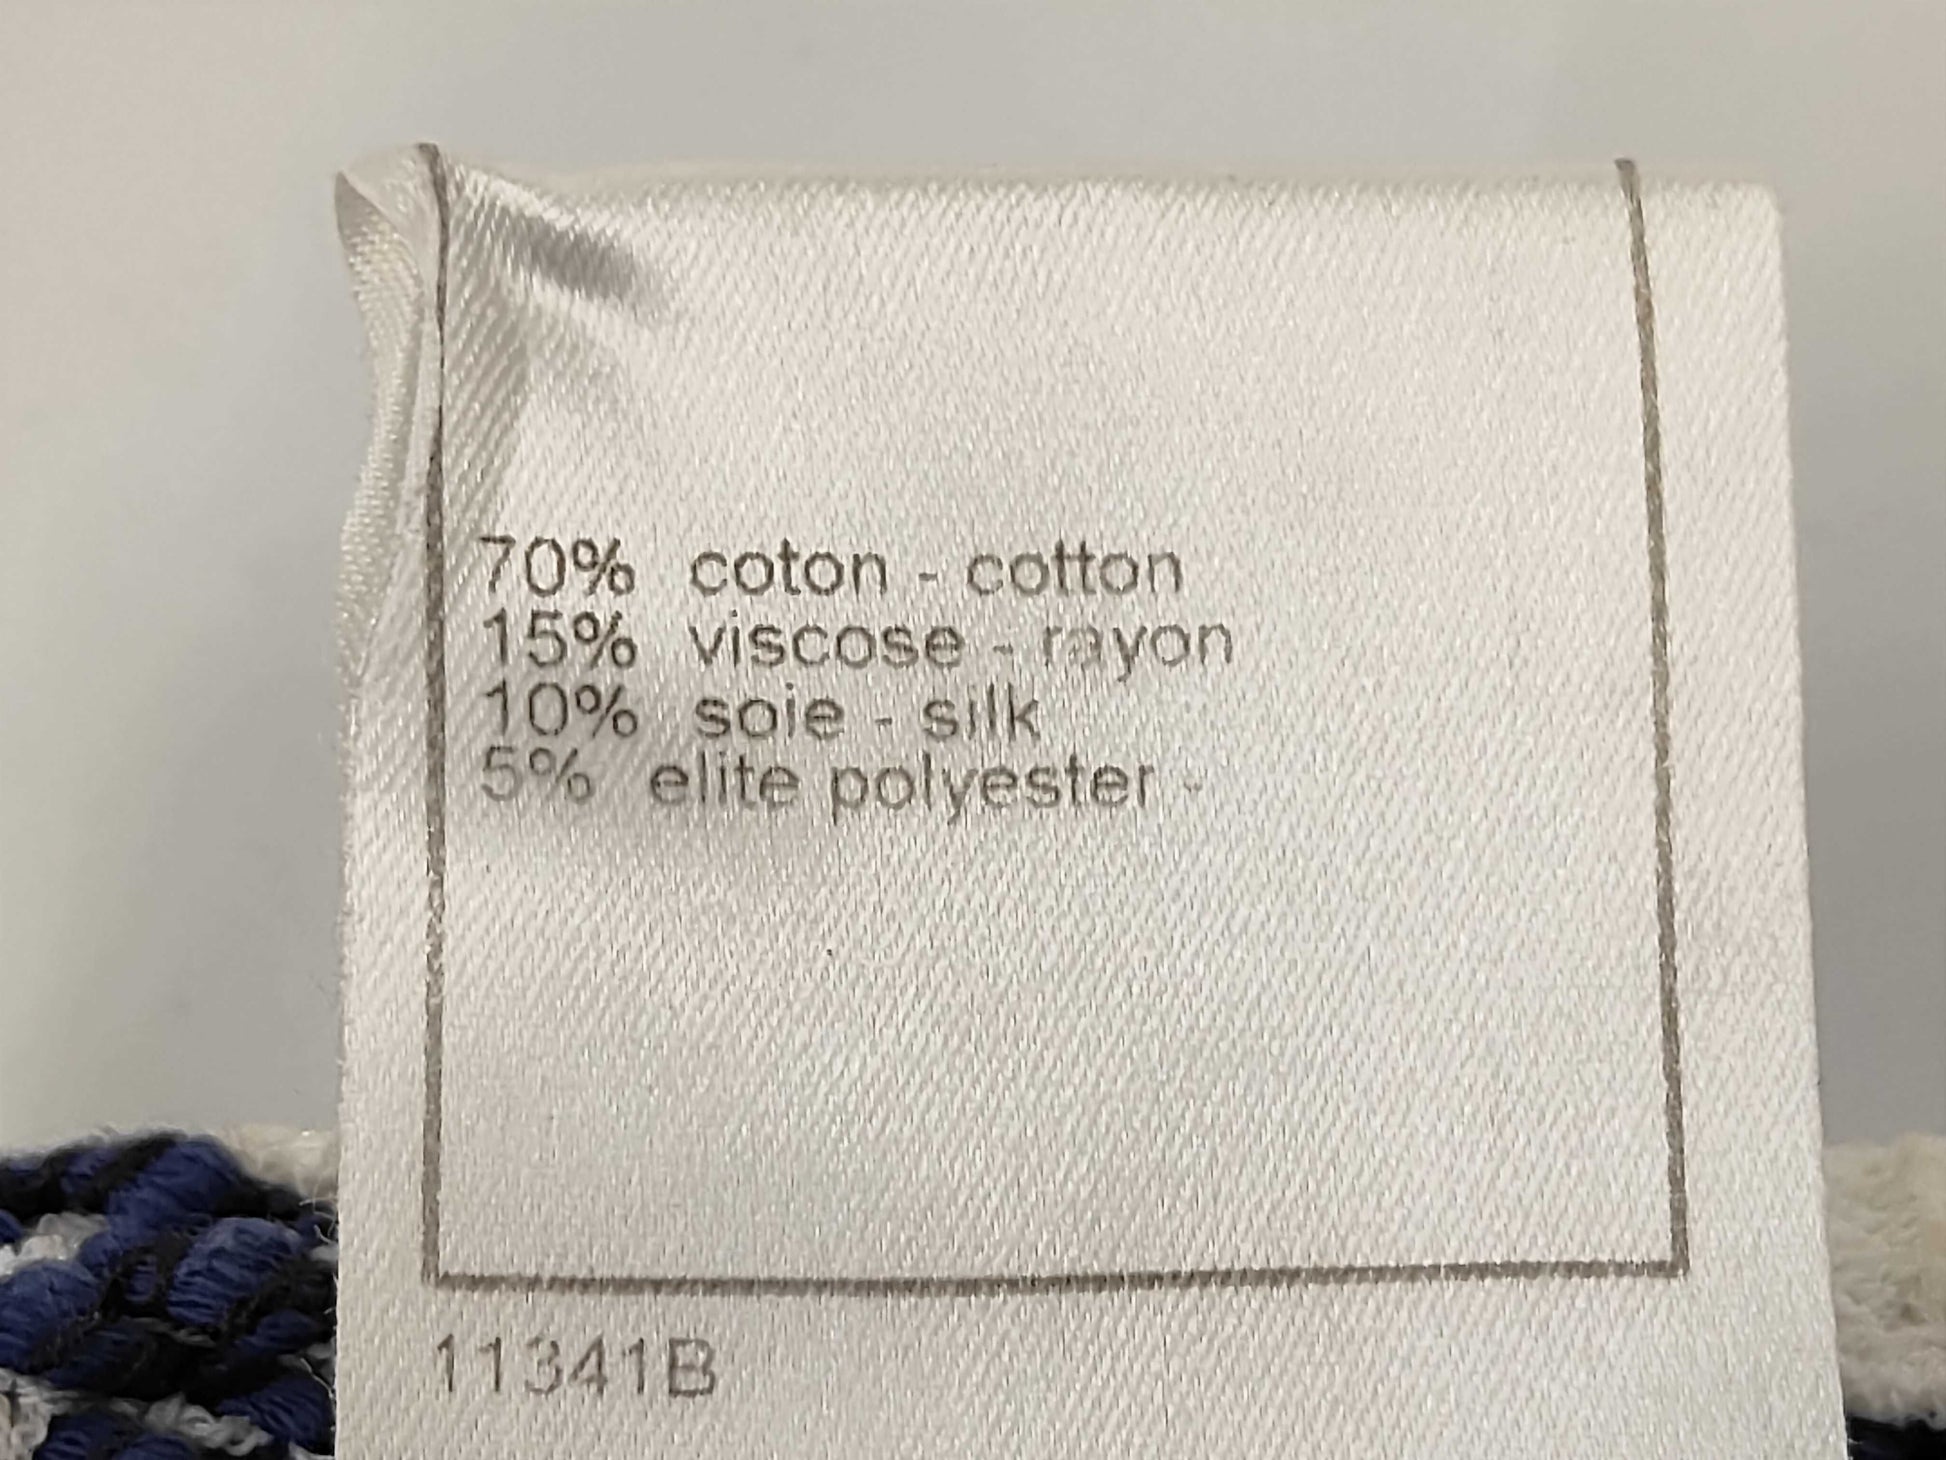 70% coton - cotton
15% viscose - rayon
10% soie - silk
5% elite polyester -
11341B